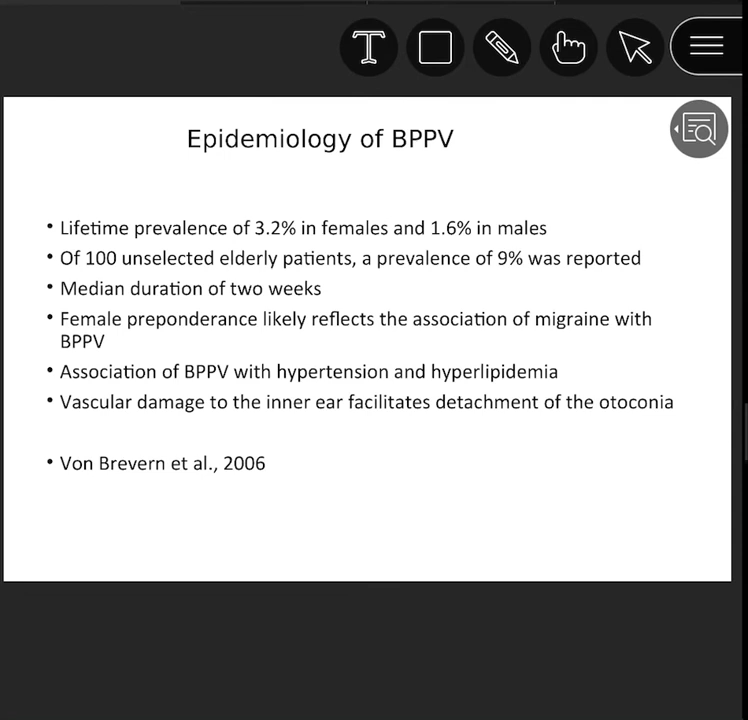 Epidemiology of BPPV
• Lifetime prevalence of 3.2% in females and 1.6% in males
• Of 100 unselected elderly patients, a prevalence of 9% was reported
• Median duration of two weeks
• Female preponderance likely reflects the association of migraine with
BPPV
• Association of BPPV with hypertension and hyperlipidemia
• Vascular damage to the inner ear facilitates detachment of the otoconia
• Von Brevern et al., 2006